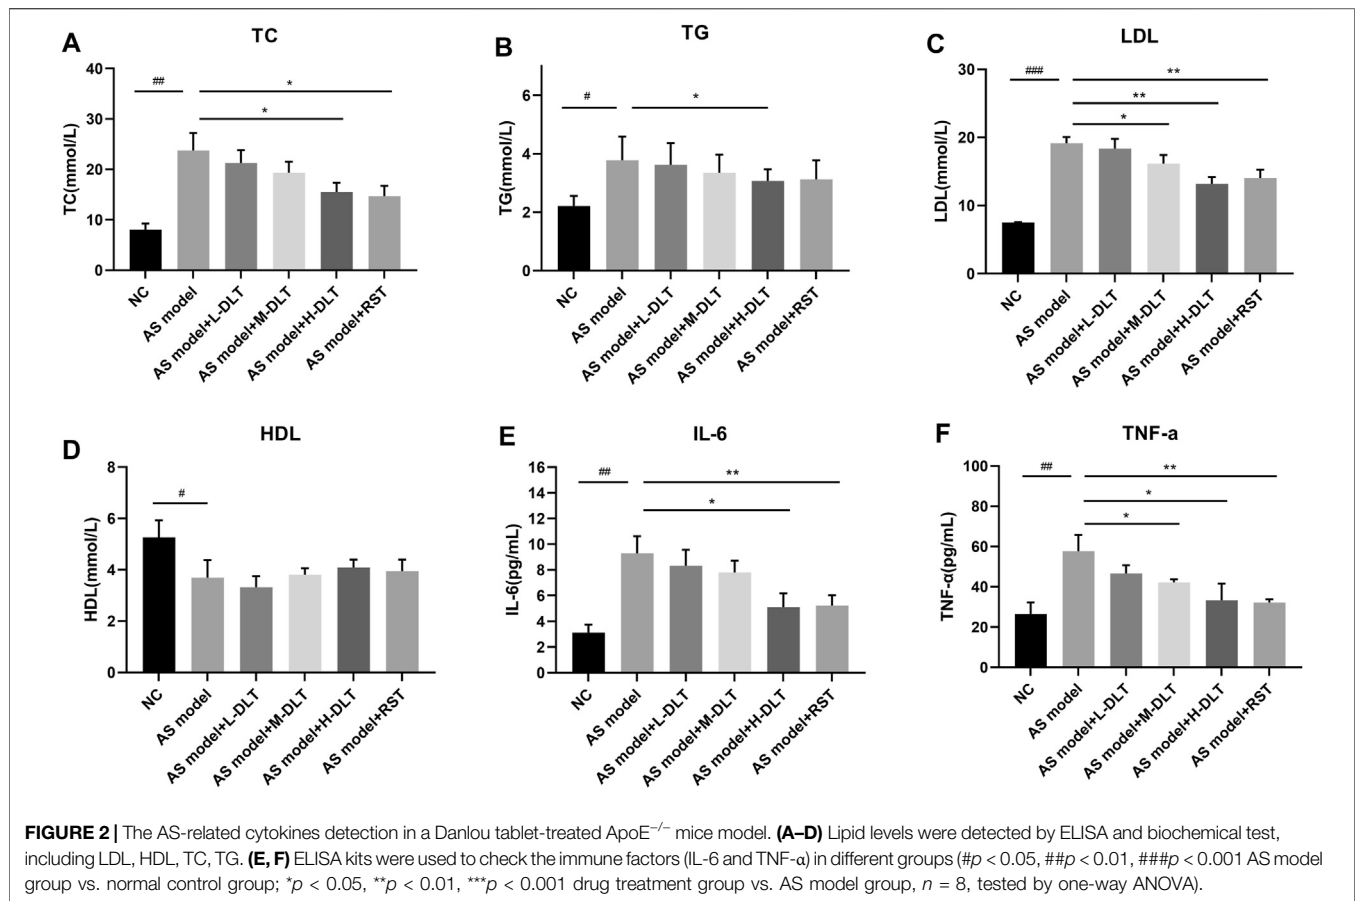 A
TC
TC(mmol/L)
40
30
20
10
0
##
*
*
NC
AS model
AS model+L-DLT
AS model+M-DLT
AS model+H-DLT
AS model+RST
B
TG
TG(mmol/L)
6
4
2
0
#
*
NC
AS model
AS model+L-DLT
AS model+M-DLT
AS model+H-DLT
AS model+RST
C
LDL
LDL(mmol/L)
30
20
10
0
###
**
**
*
NC
AS model
AS model+L-DLT
AS model+M-DLT
AS model+H-DLT
AS model+RST
D
HDL
HDL(mmol/L)
8
6
4
2
0
#
NC
AS model
AS model+L-DLT
AS model+M-DLT
AS model+H-DLT
AS model+RST
E
IL-6
IL-6(pg/mL)
16
14
12
10
8
6
4
2
0
##
**
*
NC
AS model
AS model+L-DLT
AS model+M-DLT
AS model+H-DLT
AS model+RST
F
TNF-a
TNF-α(pg/mL)
100
80
60
40
20
0
##
**
*
*
NC
AS model
AS model+L-DLT
AS model+M-DLT
AS model+H-DLT
AS model+RST
FIGURE 2 | The AS-related cytokines detection in a Danlou tablet-treated ApoE−/− mice model. (A–D) Lipid levels were detected by ELISA and biochemical test,
including LDL, HDL, TC, TG. (E, F) ELISA kits were used to check the immune factors (IL-6 and TNF-α) in different groups (#p < 0.05, ##p < 0.01, ###p < 0.001 AS model
group vs. normal control group; *p < 0.05, **p < 0.01, ***p < 0.001 drug treatment group vs. AS model group, n = 8, tested by one-way ANOVA).